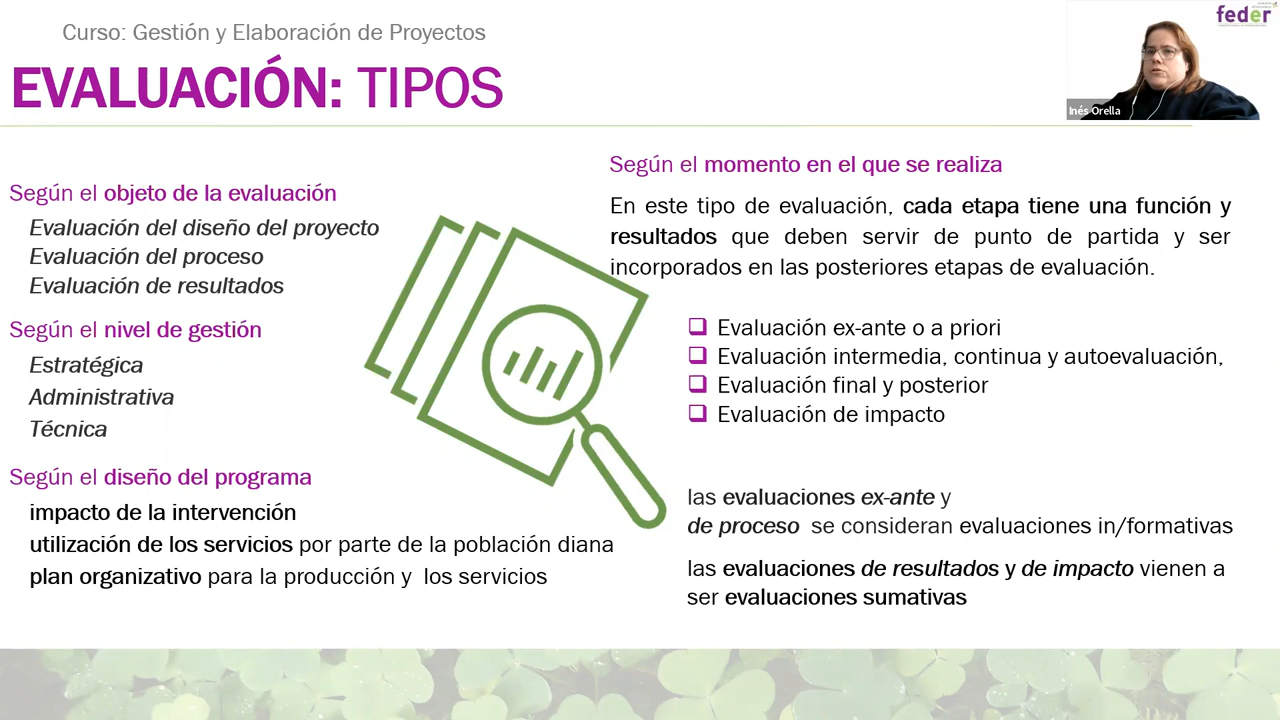 Curso: Gestión y Elaboración de Proyectos
EVALUACIÓN: TIPOS
feder
Inés Orella
Según el objeto de la evaluación
Evaluación del diseño del proyecto
Evaluación del proceso
Evaluación de resultados
Según el nivel de gestión
Estratégica
Administrativa
Técnica
Según el diseño del programa
impacto de la intervención
utilización de los servicios por parte de la población diana
plan organizativo para la producción y los servicios
Según el momento en el que se realiza
En este tipo de evaluación, cada etapa tiene una función y
resultados que deben servir de punto de partida y ser
incorporados en las posteriores etapas de evaluación.
Evaluación ex-ante o a priori
Evaluación intermedia, continua y autoevaluación,
Evaluación final y posterior
Evaluación de impacto
las evaluaciones ex-ante y
de proceso se consideran evaluaciones in/formativas
las evaluaciones de resultados y de impacto vienen a
ser evaluaciones sumativas